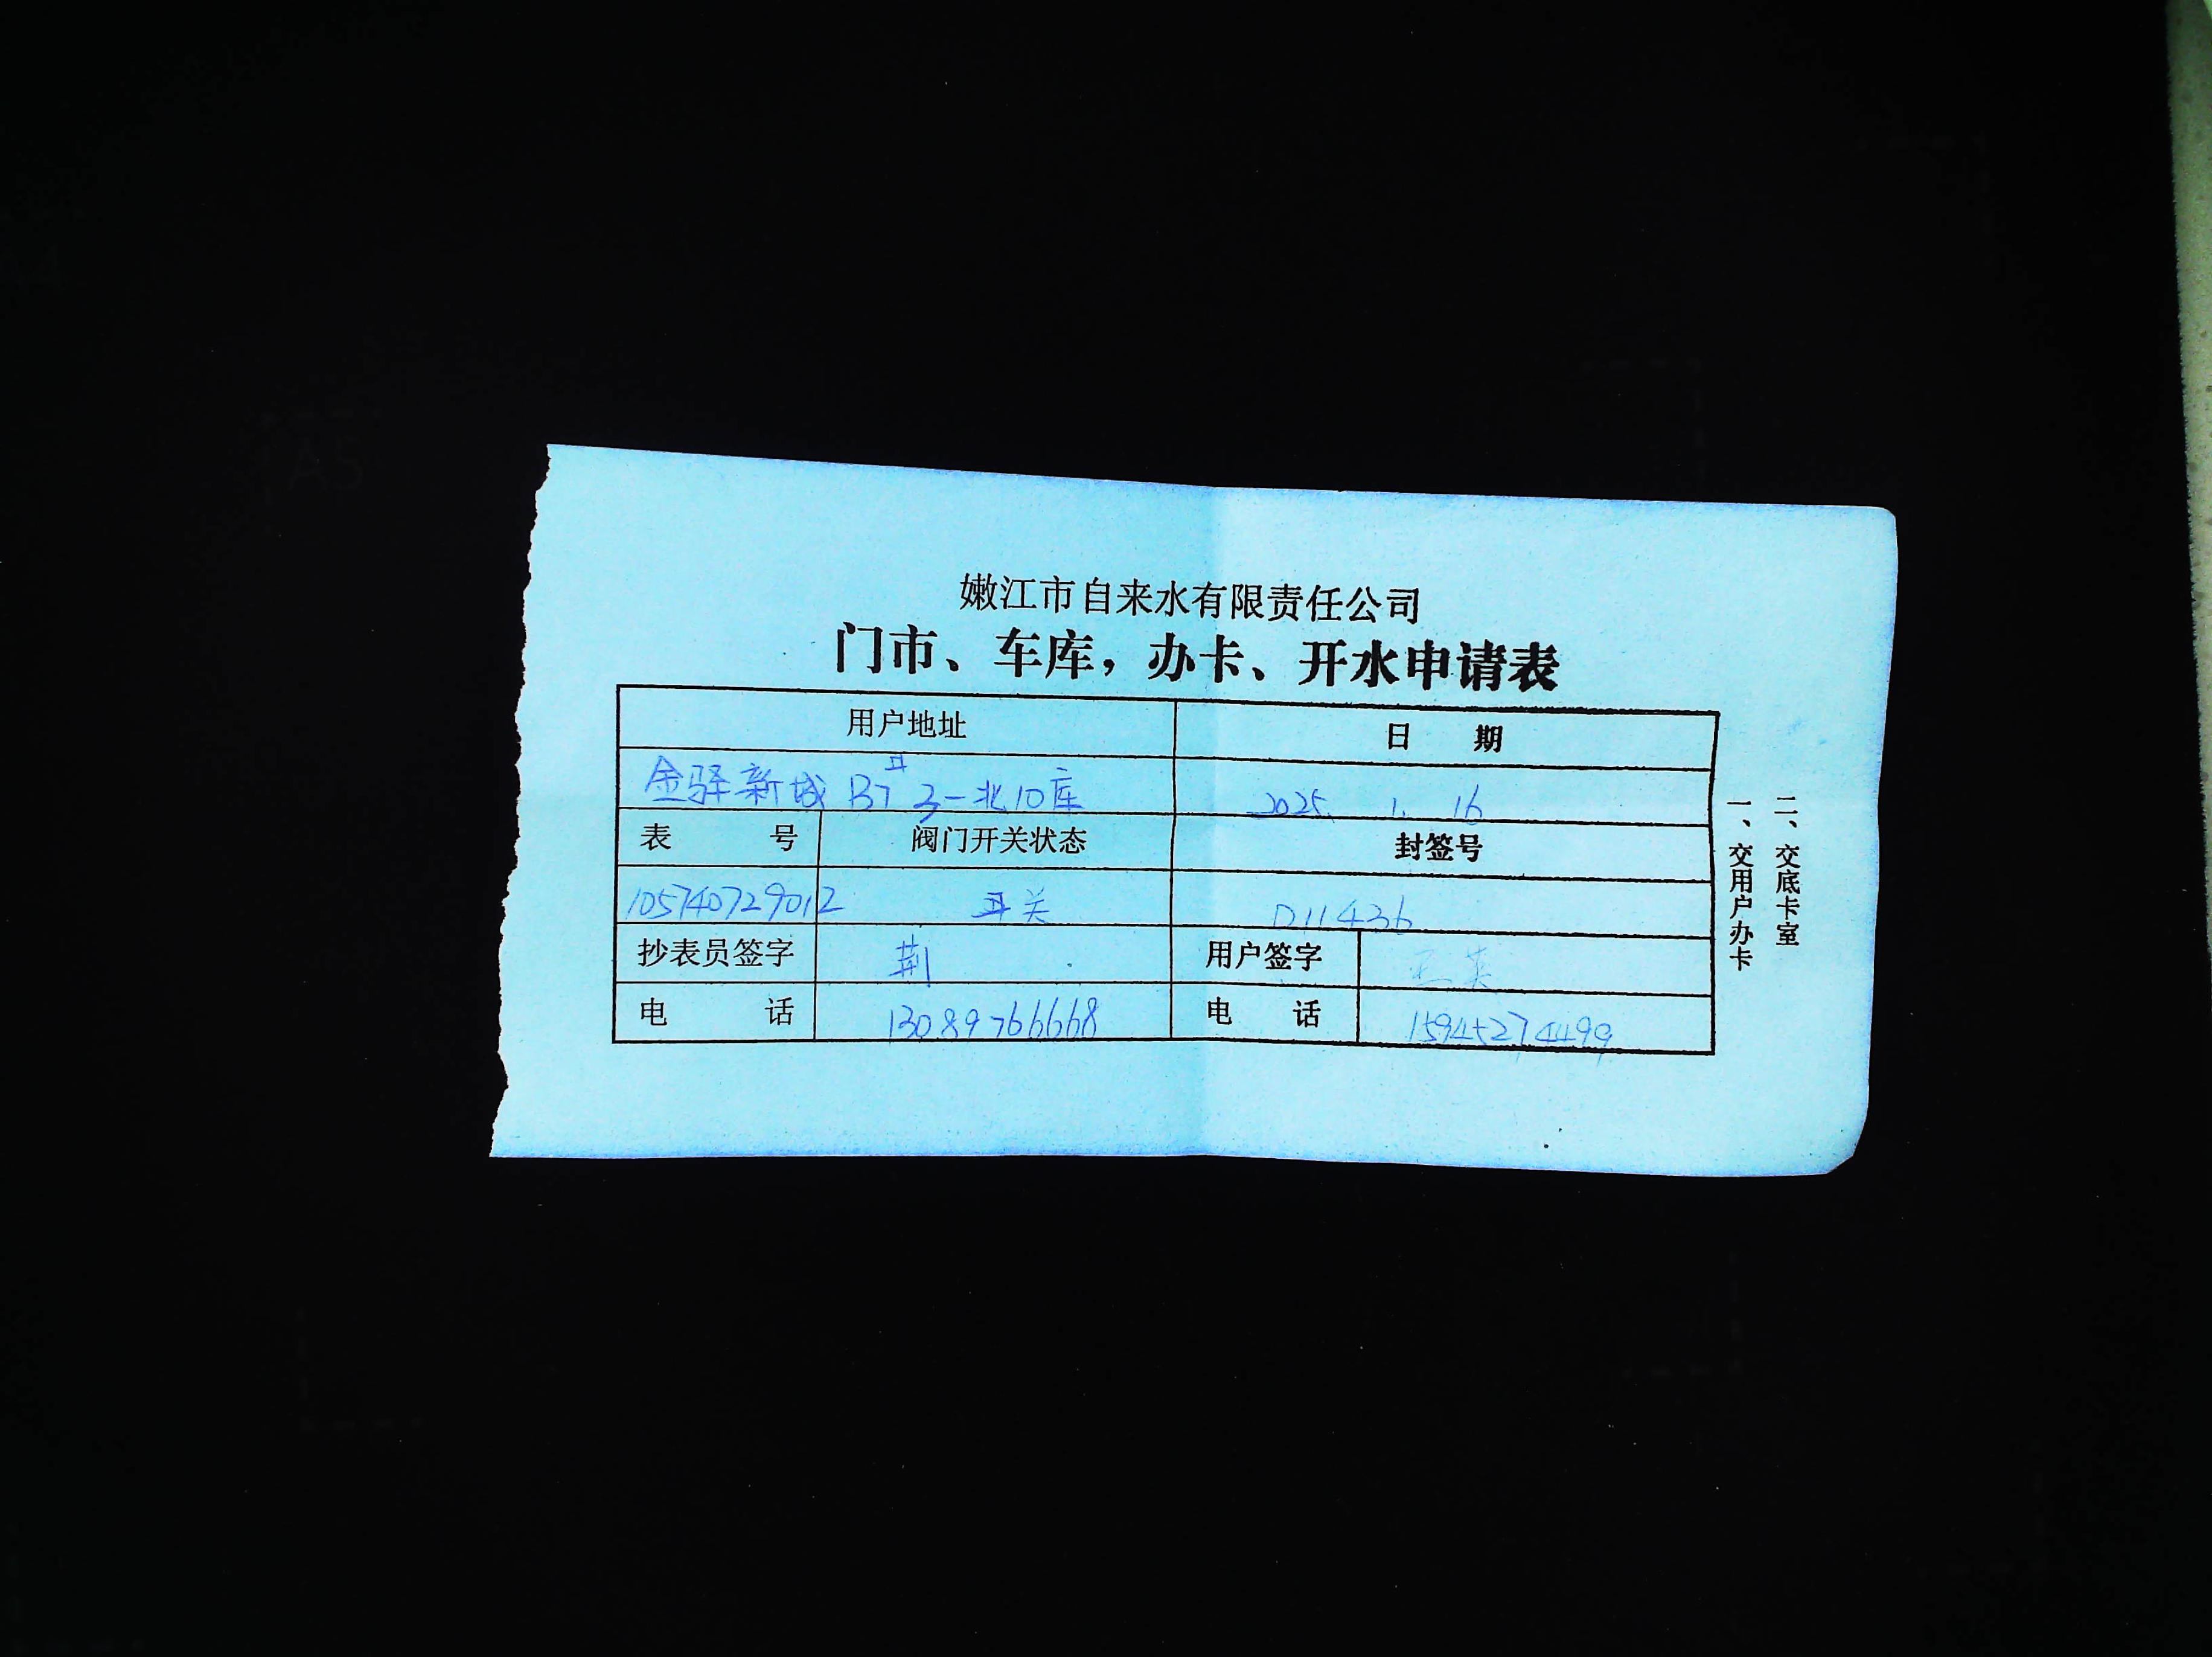 嫩江市自来水有限责任公司
门市、车库，办卡、开水申请表
用户地址 日 期
金驿新城 B7 3-北10库 2025. 1. 16
表 号 阀门开关状态 封签号
105740729012 关 D11436
抄表员签字 荆 用户签字
电 话 13089766668 电 话 15945274499
一、交用户办卡
二、交底卡室